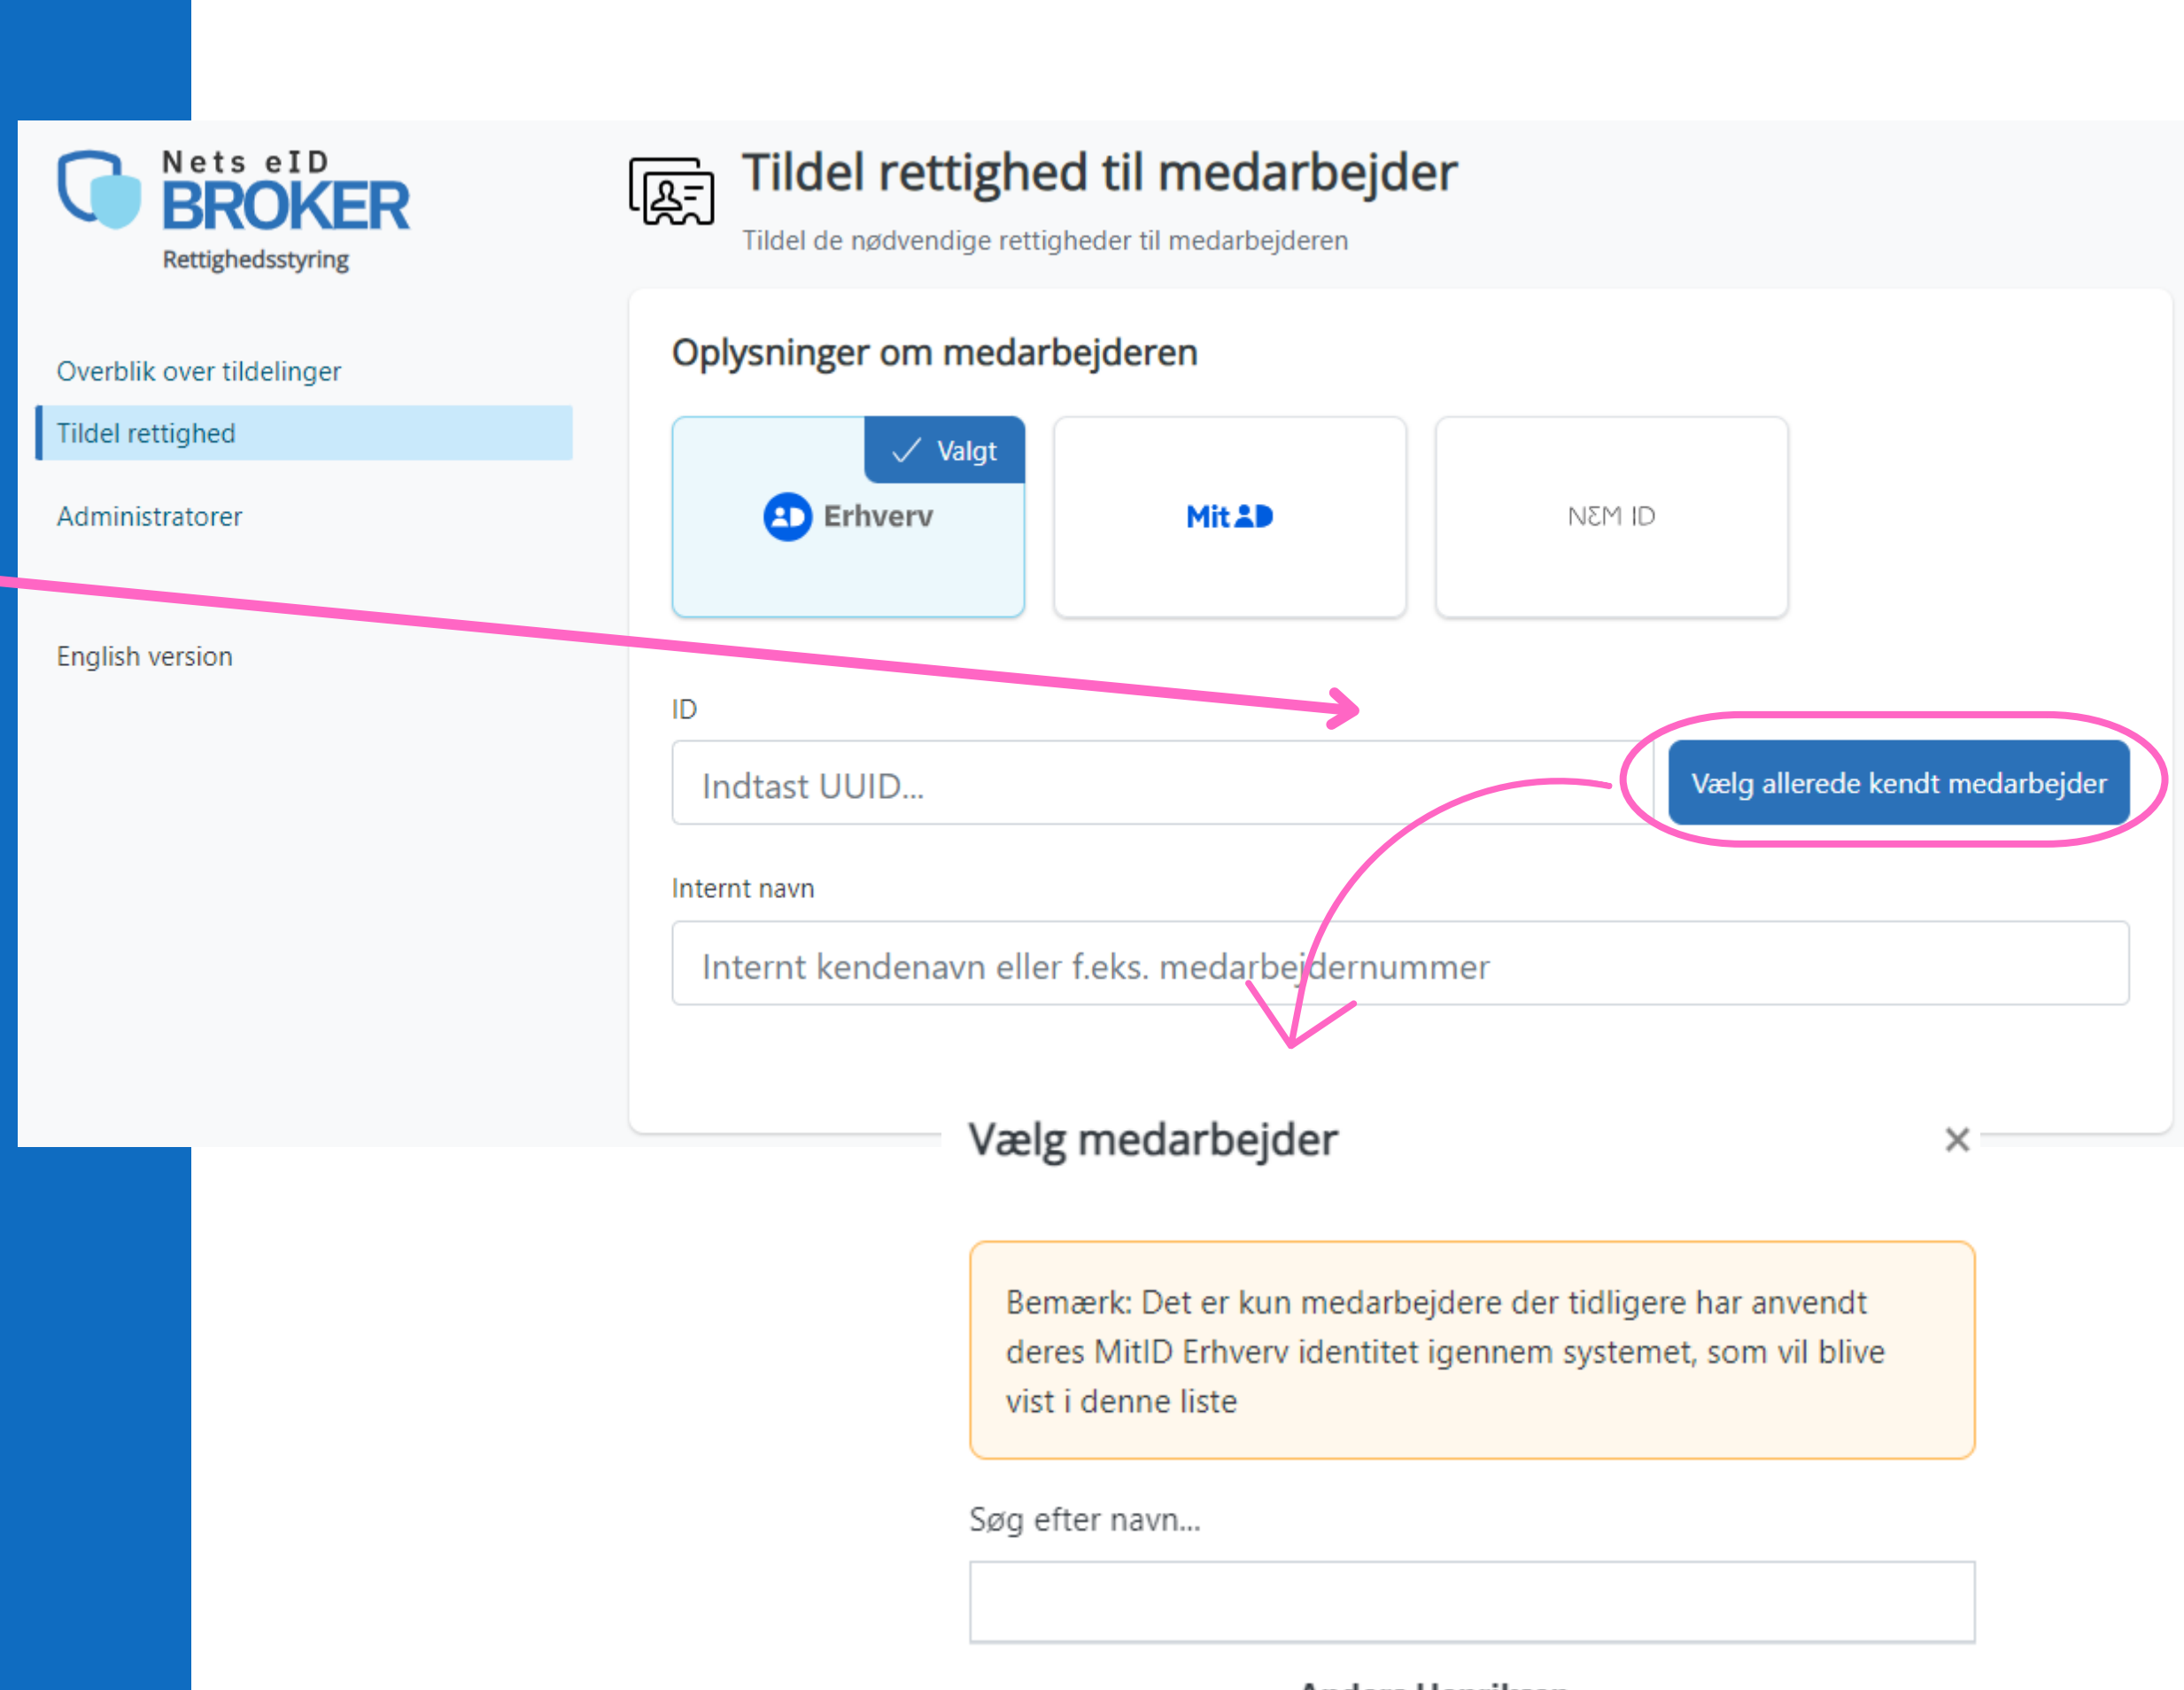 Nets eID
BROKER
Rettighedsstyring
Tildel rettighed til medarbejder
Tildel de nødvendige rettigheder til medarbejderen
Overblik over tildelinger
Tildel rettighed
Administratorer
English version
Oplysninger om medarbejderen
Valgt
Erhverv
Mit
NEM ID
ID
Indtast UUID...
Vælg allerede kendt medarbejder
Internt navn
Internt kendenavn eller f.eks. medarbejdernummer
Vælg medarbejder
Bemærk: Det er kun medarbejdere der tidligere har anvendt
deres MitID Erhverv identitet igennem systemet, som vil blive
vist i denne liste
Søg efter navn...